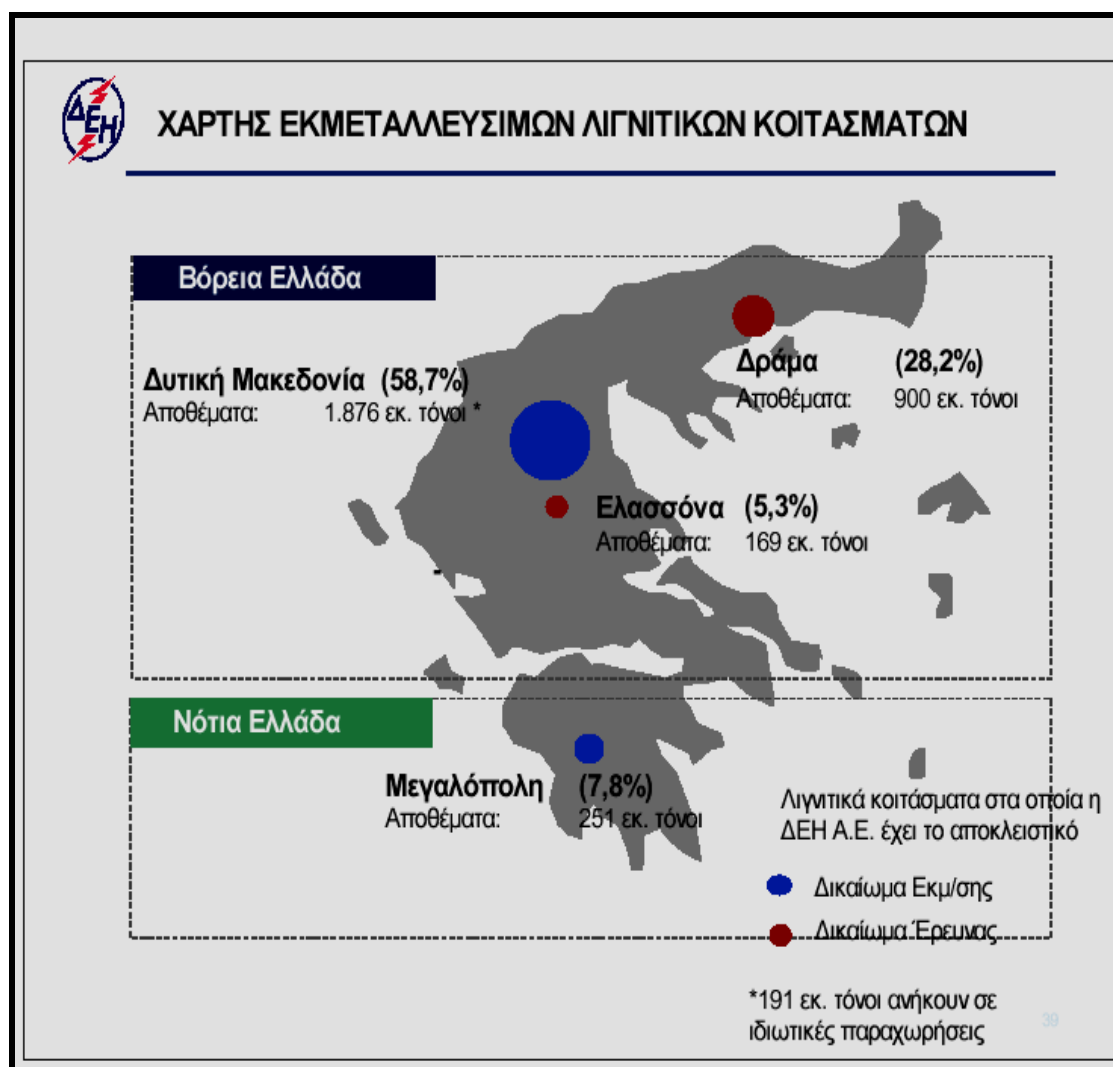 ΔΕΗ
ΧΑΡΤΗΣ ΕΚΜΕΤΑΛΛΕΥΣΙΜΩΝ ΛΙΓΝΙΤΙΚΩΝ ΚΟΙΤΑΣΜΑΤΩΝ
Βόρεια Ελλάδα
Δυτική Μακεδονία (58,7%)
Αποθέματα: 1.876 εκ. τόνοι *
Δράμα (28,2%)
Αποθέματα: 900 εκ. τόνοι
Ελασσόνα (5,3%)
Αποθέματα: 169 εκ. τόνοι
Νότια Ελλάδα
Μεγαλόπολη (7,8%)
Αποθέματα: 251 εκ. τόνοι
Λιγνιτικά κοιτάσματα στα οποία η
ΔΕΗ Α.Ε. έχει το αποκλειστικό
Δικαίωμα Εκμ/σης
Δικαίωμα Έρευνας
*191 εκ. τόνοι ανήκουν σε
ιδιωτικές παραχωρήσεις
39